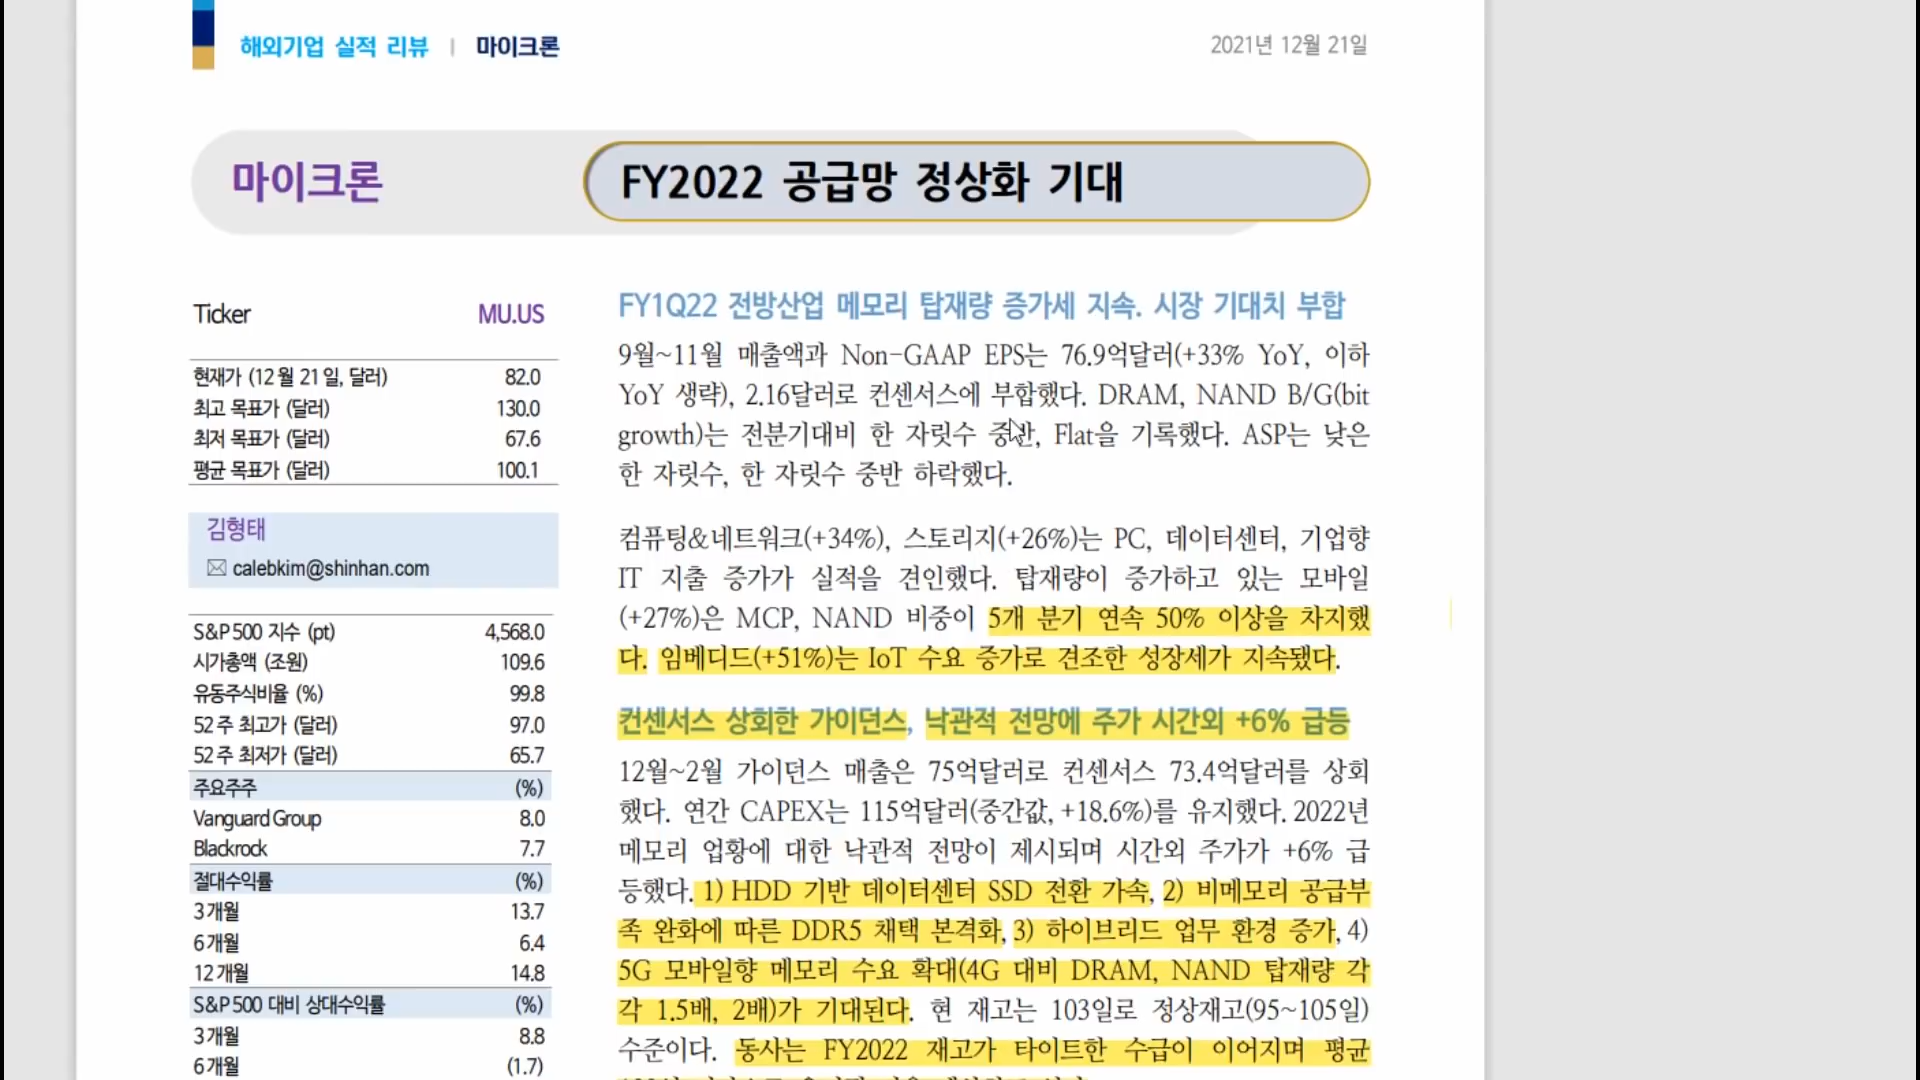 해외기업 실적 리뷰 | 마이크론
2021년 12월 21일
마이크론
FY2022 공급망 정상화 기대
Ticker MU.US
현재가 (12월 21일, 달러) 82.0
최고 목표가 (달러) 130.0
최저 목표가 (달러) 67.6
평균 목표가 (달러) 100.1
김형태
calebkim@shinhan.com
S&P500 지수 (pt) 4,568.0
시가총액 (조원) 109.6
유동주식비율 (%) 99.8
52주 최고가 (달러) 97.0
52주 최저가 (달러) 65.7
주요주주 (%)
Vanguard Group 8.0
Blackrock 7.7
절대수익률 (%)
3개월 13.7
6개월 6.4
12개월 14.8
S&P500 대비 상대수익률 (%)
3개월 8.8
6개월 (1.7)
FY1Q22 전방산업 메모리 탑재량 증가세 지속. 시장 기대치 부합
9월~11월 매출액과 Non-GAAP EPS는 76.9억달러(+33% YoY, 이하
YoY 생략), 2.16달러로 컨센서스에 부합했다. DRAM, NAND B/G(bit
growth)는 전분기대비 한 자릿수 중반, Flat을 기록했다. ASP는 낮은
한 자릿수, 한 자릿수 중반 하락했다.
컴퓨팅&네트워크(+34%), 스토리지(+26%)는 PC, 데이터센터, 기업향
IT 지출 증가가 실적을 견인했다. 탑재량이 증가하고 있는 모바일
(+27%)은 MCP, NAND 비중이 5개 분기 연속 50% 이상을 차지했
다. 임베디드(+51%)는 IoT 수요 증가로 견조한 성장세가 지속됐다.
컨센서스 상회한 가이던스, 낙관적 전망에 주가 시간외 +6% 급등
12월~2월 가이던스 매출은 75억달러로 컨센서스 73.4억달러를 상회
했다. 연간 CAPEX는 115억달러(중간값, +18.6%)를 유지했다. 2022년
메모리 업황에 대한 낙관적 전망이 제시되며 시간외 주가가 +6% 급
등했다. 1) HDD 기반 데이터센터 SSD 전환 가속, 2) 비메모리 공급부
족 완화에 따른 DDR5 채택 본격화, 3) 하이브리드 업무 환경 증가, 4)
5G 모바일향 메모리 수요 확대(4G 대비 DRAM, NAND 탑재량 각
각 1.5배, 2배)가 기대된다. 현 재고는 103일로 정상재고(95~105일)
수준이다. 동사는 FY2022 재고가 타이트한 수급이 이어지며 평균